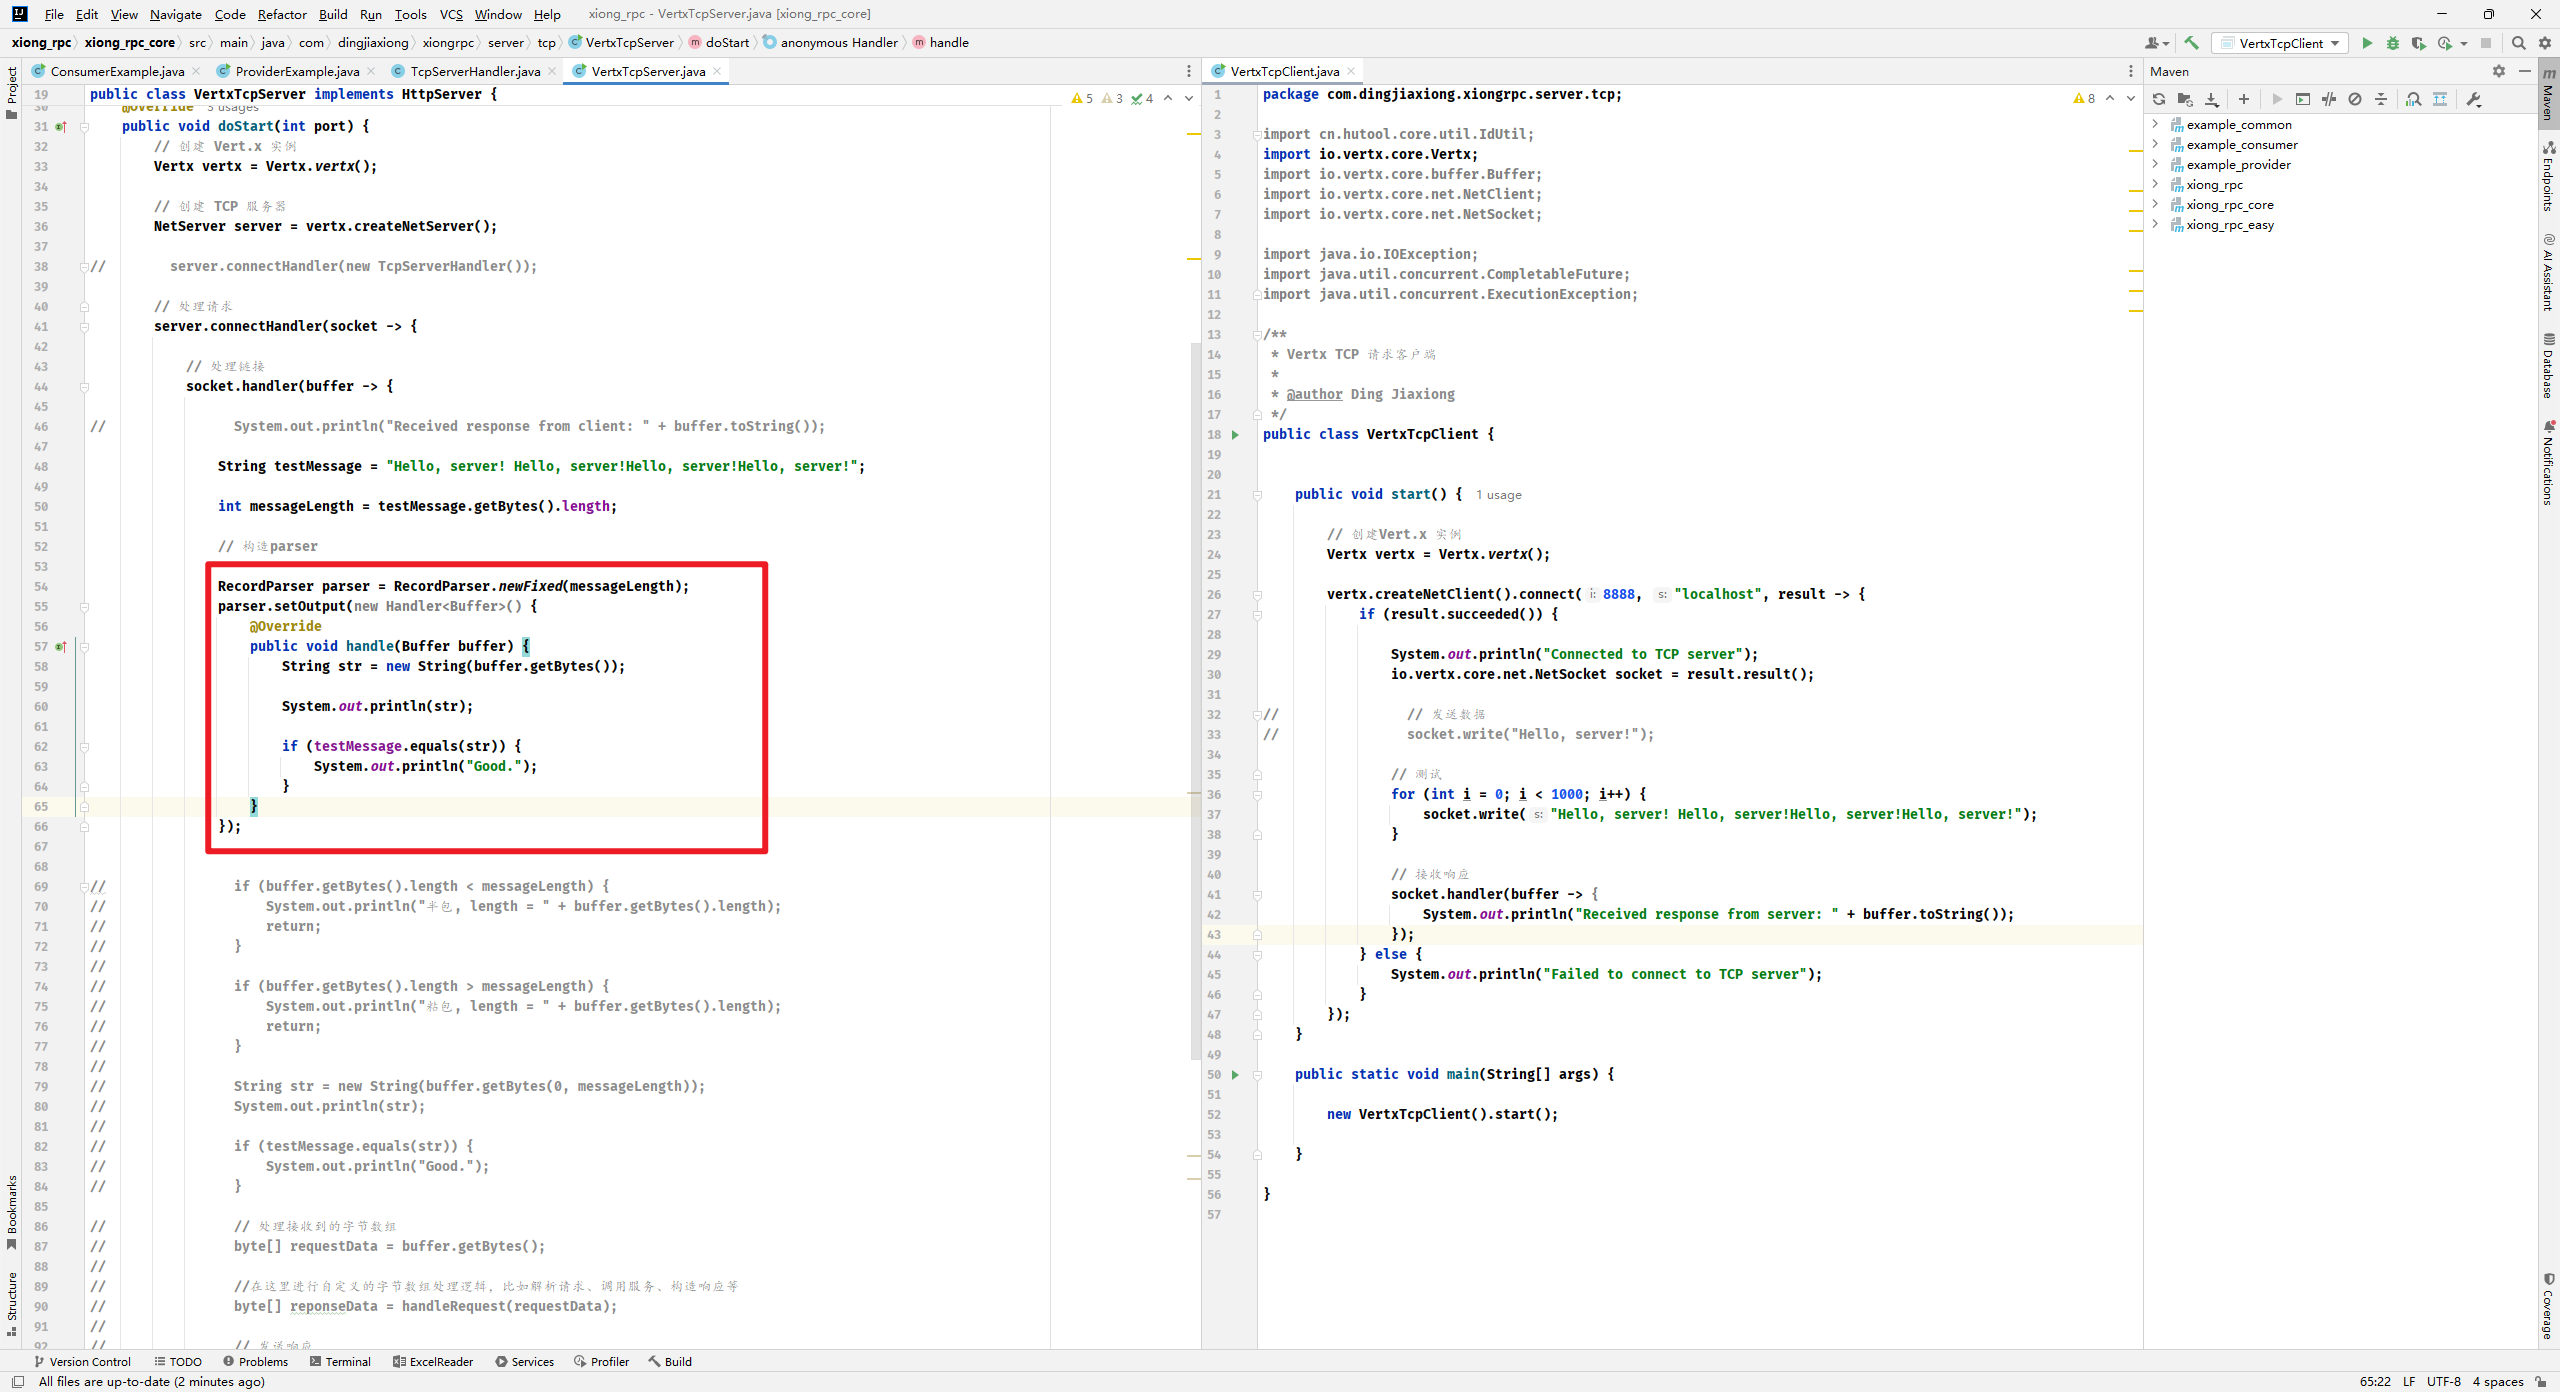 File Edit View Navigate Code Refactor Build Run Tools VCS Window Help xiong_rpc - VertxTcpServer.java [xiong_rpc_core]
xiong_rpc xiong_rpc_core src main java com dingjiaxiong xiongrpc server tcp VertxTcpServer doStart anonymous Handler handle VertxTcpClient
Project
ConsumerExample.java ProviderExample.java TcpServerHandler.java VertxTcpServer.java
19 public class VertxTcpServer implements HttpServer {
5 3 4
30 @Override 3 usages
31 public void doStart(int port) {
32 // 创建 Vert.x 实例
33 Vertx vertx = Vertx.vertx();
34
35 // 创建 TCP 服务器
36 NetServer server = vertx.createNetServer();
37
38 // server.connectHandler(new TcpServerHandler());
39
40 // 处理请求
41 server.connectHandler(socket -> {
42
43 // 处理链接
44 socket.handler(buffer -> {
45
46 // System.out.println("Received response from client: " + buffer.toString());
47
48 String testMessage = "Hello, server! Hello, server!Hello, server!Hello, server!";
49
50 int messageLength = testMessage.getBytes().length;
51
52 // 构造parser
53
54 RecordParser parser = RecordParser.newFixed(messageLength);
55 parser.setOutput(new Handler<Buffer>() {
56 @Override
57 public void handle(Buffer buffer) {
58 String str = new String(buffer.getBytes());
59
60 System.out.println(str);
61
62 if (testMessage.equals(str)) {
63 System.out.println("Good.");
64 }
65 }
66 });
67
68
69 // if (buffer.getBytes().length < messageLength) {
70 // System.out.println("半包, length = " + buffer.getBytes().length);
71 // return;
72 // }
73 //
74 // if (buffer.getBytes().length > messageLength) {
75 // System.out.println("粘包, length = " + buffer.getBytes().length);
76 // return;
77 // }
78 //
79 // String str = new String(buffer.getBytes(0, messageLength));
80 // System.out.println(str);
81 //
82 // if (testMessage.equals(str)) {
83 // System.out.println("Good.");
84 // }
85
86 // // 处理接收到的字节数组
87 // byte[] requestData = buffer.getBytes();
88 //
89 // //在这里进行自定义的字节数组处理逻辑, 比如解析请求、调用服务、构造响应等
90 // byte[] reponseData = handleRequest(requestData);
91 //
92 // // 发送响应
VertxTcpClient.java
8
1 package com.dingjiaxiong.xiongrpc.server.tcp;
2
3 import cn.hutool.core.util.IdUtil;
4 import io.vertx.core.Vertx;
5 import io.vertx.core.buffer.Buffer;
6 import io.vertx.core.net.NetClient;
7 import io.vertx.core.net.NetSocket;
8
9 import java.io.IOException;
10 import java.util.concurrent.CompletableFuture;
11 import java.util.concurrent.ExecutionException;
12
13 /**
14 * Vertx TCP 请求客户端
15 *
16 * @author Ding Jiaxiong
17 */
18 public class VertxTcpClient {
19
20
21 public void start() { 1 usage
22
23 // 创建Vert.x 实例
24 Vertx vertx = Vertx.vertx();
25
26 vertx.createNetClient().connect( i: 8888, s: "localhost", result -> {
27 if (result.succeeded()) {
28
29 System.out.println("Connected to TCP server");
30 io.vertx.core.net.NetSocket socket = result.result();
31
32 // // 发送数据
33 // socket.write("Hello, server!");
34
35 // 测试
36 for (int i = 0; i < 1000; i++) {
37 socket.write( s: "Hello, server! Hello, server!Hello, server!Hello, server!");
38 }
39
40 // 接收响应
41 socket.handler(buffer -> {
42 System.out.println("Received response from server: " + buffer.toString());
43 });
44 } else {
45 System.out.println("Failed to connect to TCP server");
46 }
47 });
48 }
49
50 public static void main(String[] args) {
51
52 new VertxTcpClient().start();
53
54 }
55
56 }
57
Maven
example_common
example_consumer
example_provider
xiong_rpc
xiong_rpc_core
xiong_rpc_easy
Maven
Endpoints
AI Assistant
Database
Notifications
Coverage
Bookmarks
Structure
Version Control TODO Problems Terminal ExcelReader Services Profiler Build
All files are up-to-date (2 minutes ago) 65:22 LF UTF-8 4 spaces